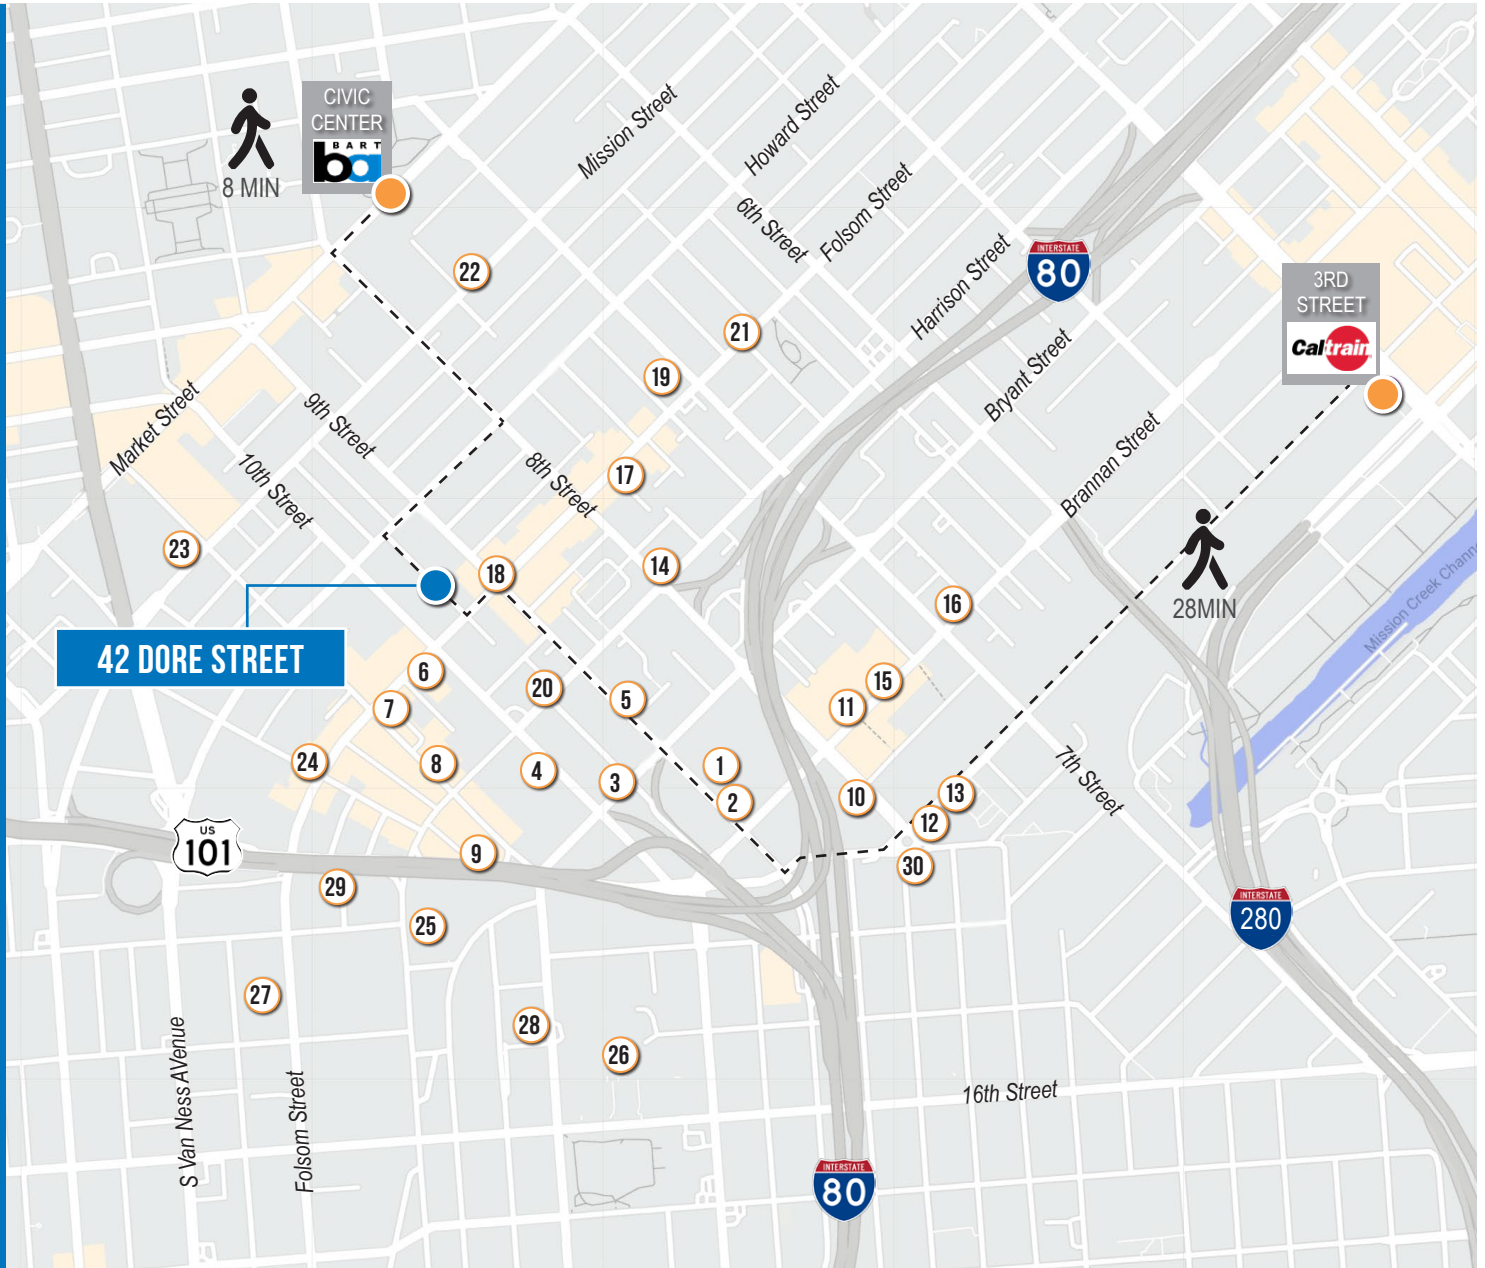 CIVIC
CENTER
BART
ba
8 MIN
Mission Street
Howard Street
6th Street
Folsom Street
Harrison Street
INTERSTATE
80
3RD
STREET
Caltrain
22
21
19
Bryant Street
Market Street
9th Street
10th Street
8th Street
17
Brannan Street
23
18
14
16
28MIN
Mission Creek Chann
42 DORE STREET
6
20
5
15
11
7
24
8
4
3
1
2
10
13
12
7th Street
US
101
9
30
29
25
INTERSTATE
280
27
28
26
S Van Ness AVenue
Folsom Street
16th Street
INTERSTATE
80